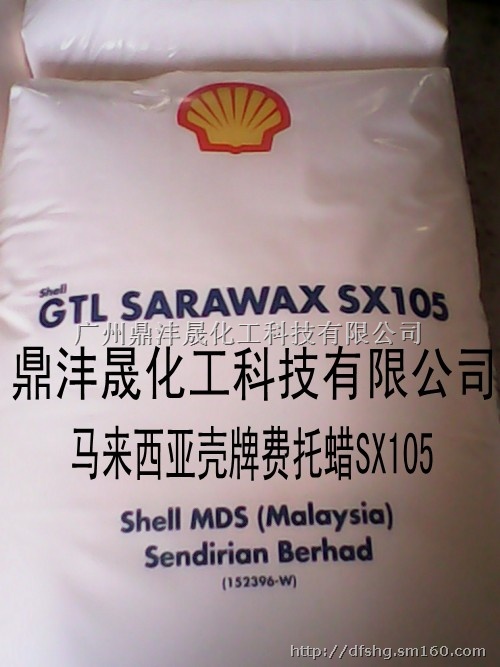 Shell
GTL SARAWAX SX105
广州鼎沣晟化工科技有限公司
鼎沣晟化工科技有限公司
马来西亚壳牌费托蜡SX105
Shell MDS (Malaysia)
Sendirian Berhad
(152396-W)
http://dfshg.sm160.com/